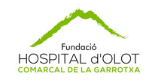 Fundació
HOSPITAL d'OLOT
COMARCAL DE LA GARROTXA